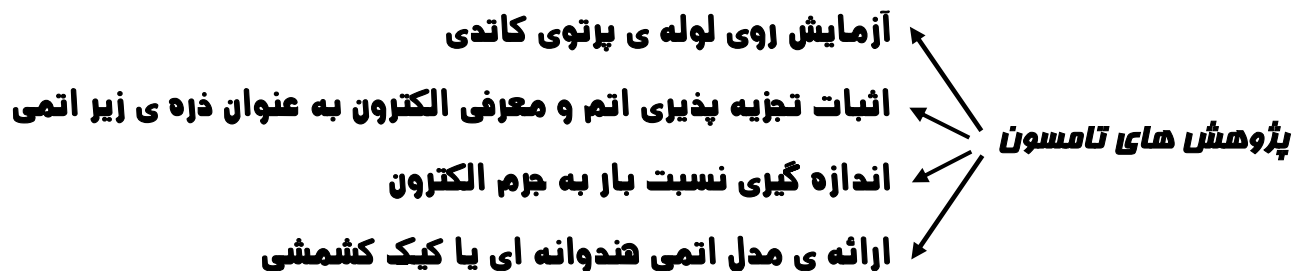 پژوهش های تامسون
آزمایش روی لوله ی پرتوی کاتدی
اثبات تجزیه پذیری اتم و معرفی الکترون به عنوان ذره ی زیر اتمی
اندازه گیری نسبت بار به جرم الکترون
ارائه ی مدل اتمی هندوانه ای یا کیک کشمشی